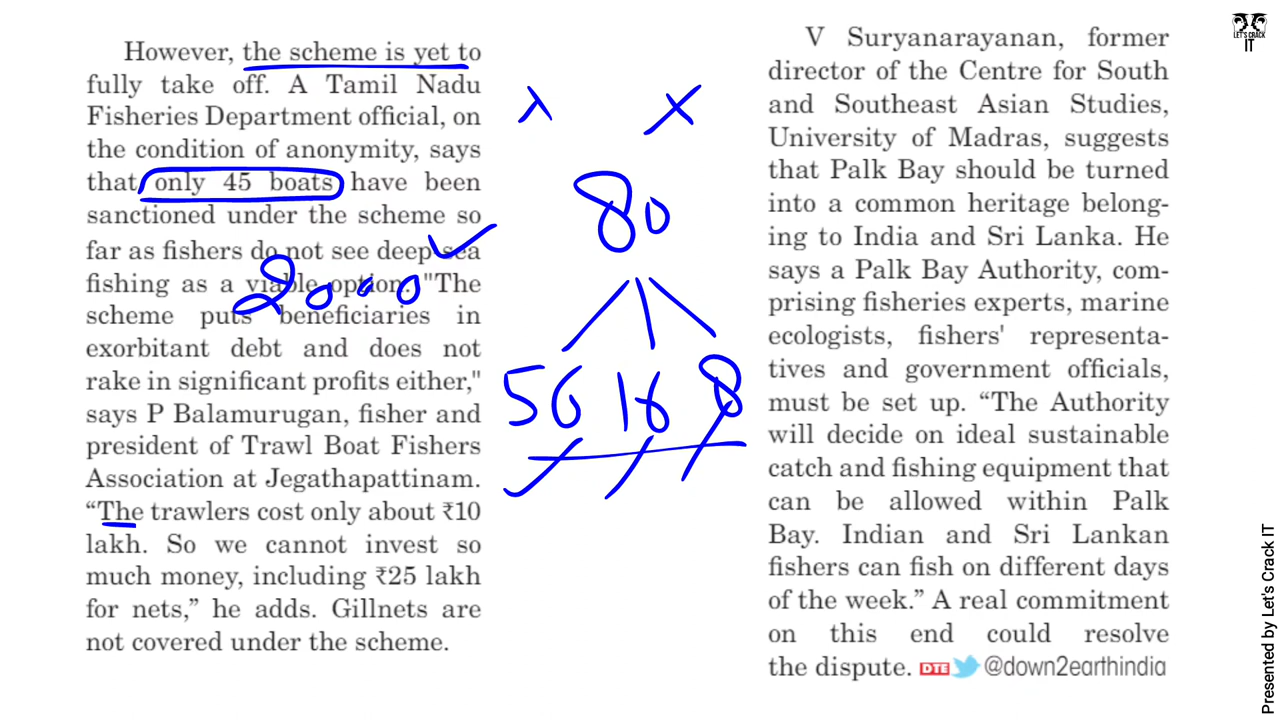 However, the scheme is yet to
fully take off. A Tamil Nadu
Fisheries Department official, on
the condition of anonymity, says
that only 45 boats have been
sanctioned under the scheme so
far as fishers do not see deep sea
fishing as a viable option. "The
2000
scheme puts beneficiaries in
exorbitant debt and does not
rake in significant profits either,"
says P Balamurugan, fisher and
president of Trawl Boat Fishers
Association at Jegathapattinam.
“The trawlers cost only about ₹10
lakh. So we cannot invest so
much money, including ₹25 lakh
for nets,” he adds. Gillnets are
not covered under the scheme.
80
56 16 8
V Suryanarayanan, former
director of the Centre for South
and Southeast Asian Studies,
University of Madras, suggests
that Palk Bay should be turned
into a common heritage belong-
ing to India and Sri Lanka. He
says a Palk Bay Authority, com-
prising fisheries experts, marine
ecologists, fishers' representa-
tives and government officials,
must be set up. “The Authority
will decide on ideal sustainable
catch and fishing equipment that
can be allowed within Palk
Bay. Indian and Sri Lankan
fishers can fish on different days
of the week.” A real commitment
on this end could resolve
the dispute. DTE @down2earthindia
LET'S CRACK
IT
Presented by Let's Crack IT